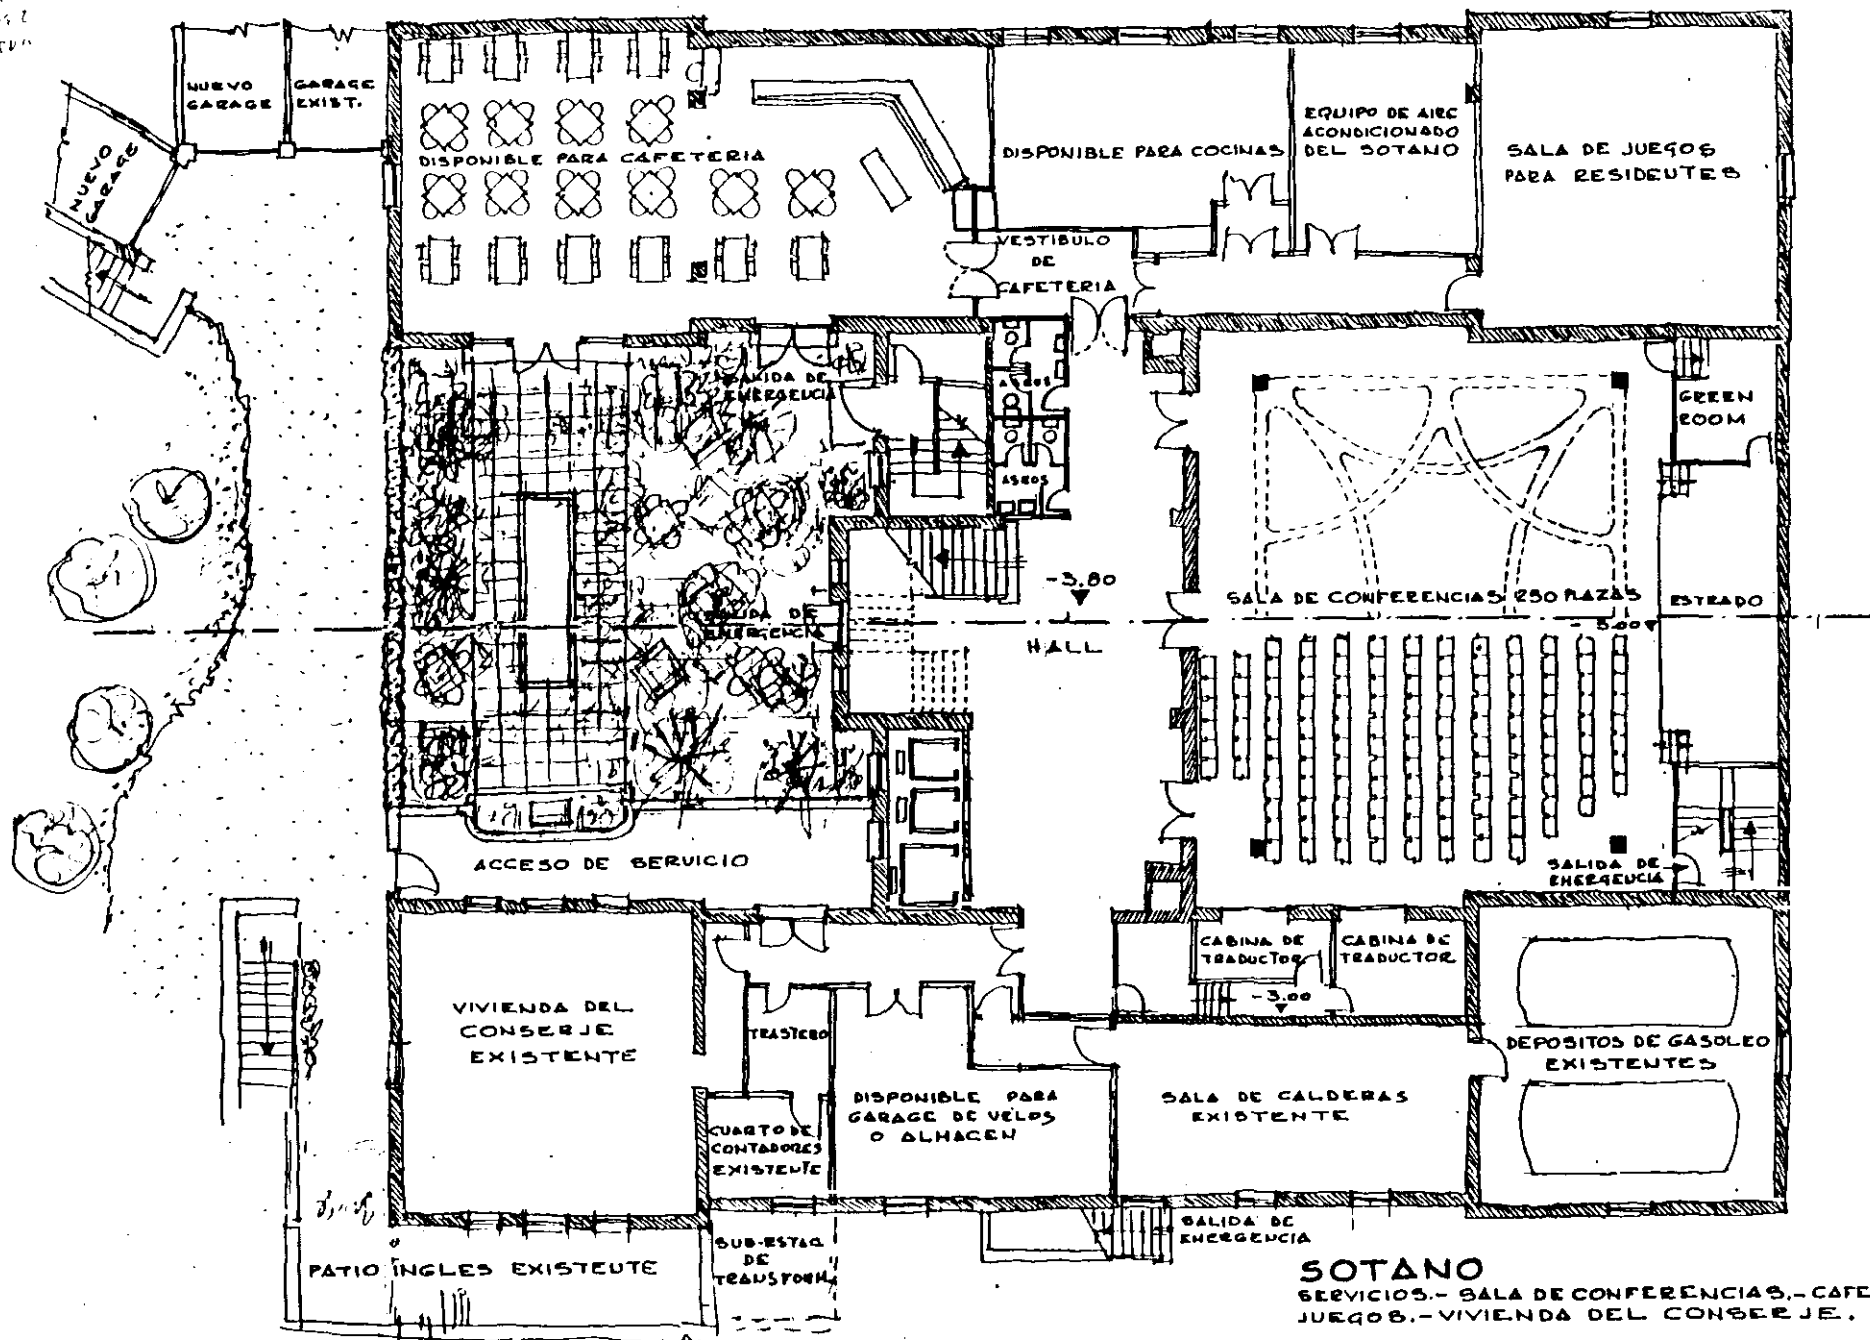 NUEVO
GARAGE
GARAGE
EXIST.
NUEVO
GARAGE
DISPONIBLE PARA CAFETERIA
DISPONIBLE PARA COCINAS
EQUIPO DE AIRE
ACONDICIONADO
DEL SOTANO
SALA DE JUEGOS
PARA RESIDENTES
VESTIBULO
DE
CAFETERIA
SALIDA DE
EMERGENCIA
ASEOS
ASEOS
GREEN
ROOM
-3,80
HALL
SALIDA DE
EMERGENCIA
SALA DE CONFERENCIAS 250 PLAZAS
ESTRADO
ACCESO DE SERVICIO
SALIDA DE
EMERGENCIA
CABINA DE
TRADUCTOR
CABINA DE
TRADUCTOR
-3.00
VIVIENDA DEL
CONSERJE
EXISTENTE
TRASTERO
CUARTO DE
CONTADORES
EXISTENTE
DISPONIBLE PARA
GARAGE DE VELOS
O ALMACEN
SALA DE CALDERAS
EXISTENTE
DEPOSITOS DE GASOLEO
EXISTENTES
PATIO INGLES EXISTENTE
SUB-ESTAC
DE
TRANSFORM.
SALIDA DE
EMERGENCIA
SOTANO
SERVICIOS.- SALA DE CONFERENCIAS.- CAFE
JUEGOS.- VIVIENDA DEL CONSERJE.